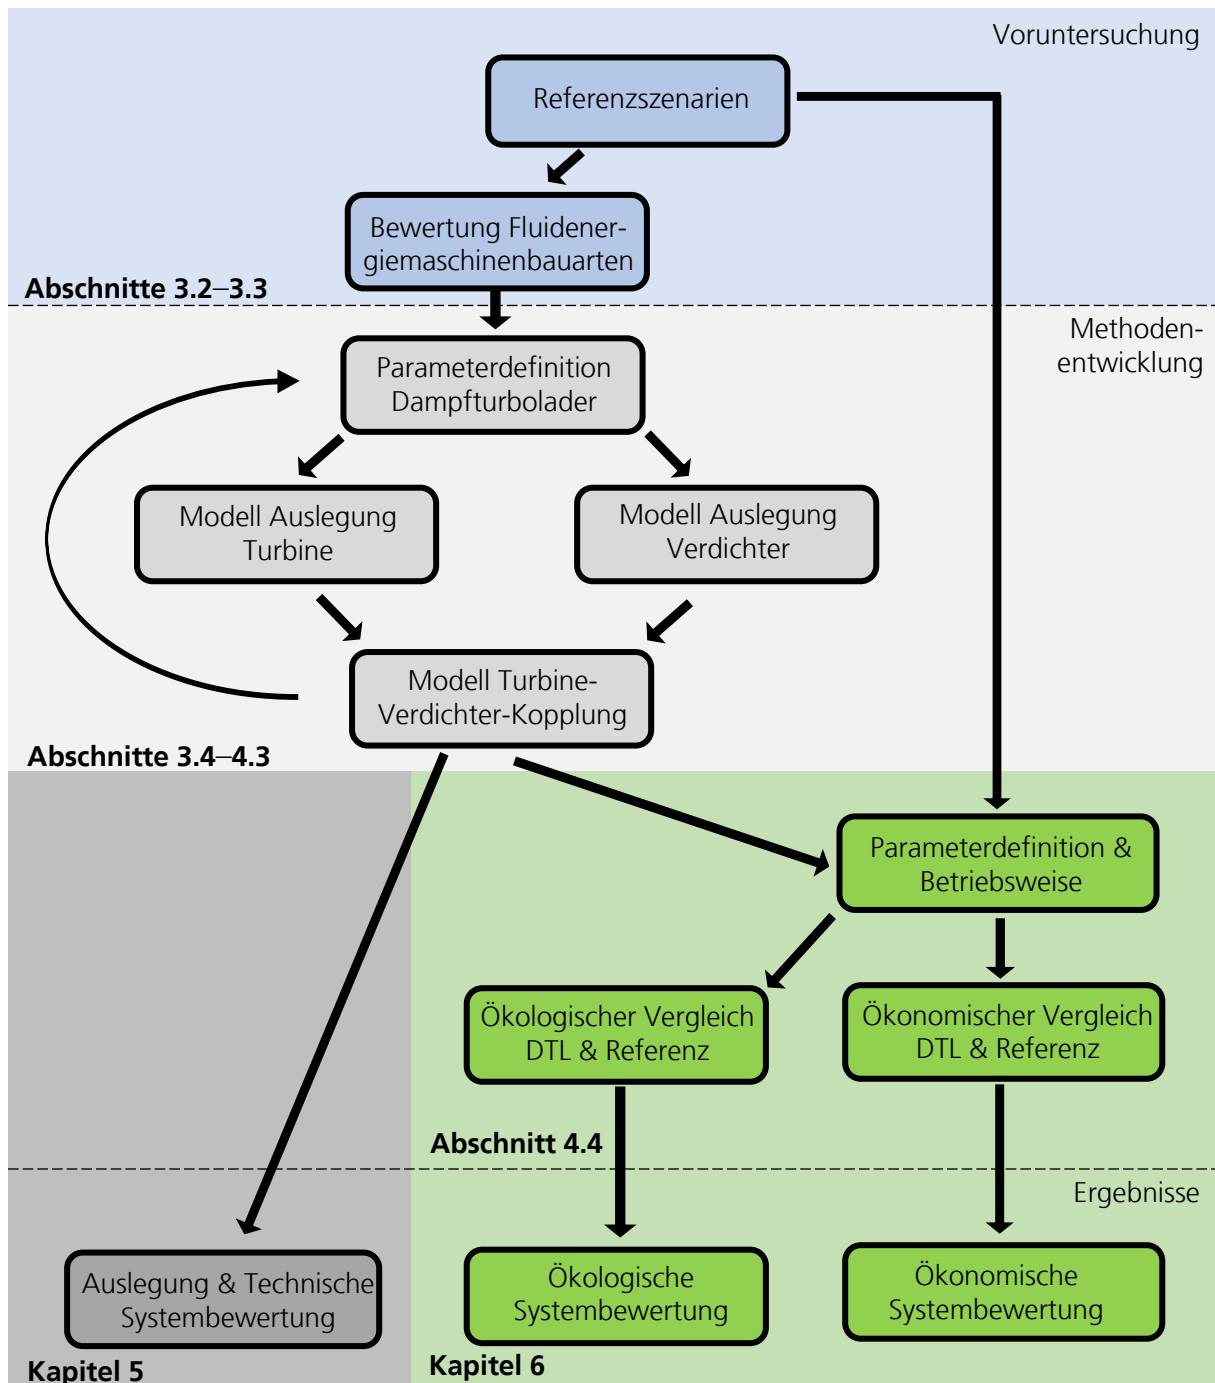 Voruntersuchung
Referenzszenarien
Bewertung Fluidener-
giemaschinenbauarten
Abschnitte 3.2–3.3
Methoden-
entwicklung
Parameterdefinition
Dampfturbolader
Modell Auslegung
Turbine
Modell Auslegung
Verdichter
Modell Turbine-
Verdichter-Kopplung
Abschnitte 3.4–4.3
Parameterdefinition &
Betriebsweise
Ökologischer Vergleich
DTL & Referenz
Ökonomischer Vergleich
DTL & Referenz
Abschnitt 4.4
Ergebnisse
Auslegung & Technische
Systembewertung
Ökologische
Systembewertung
Ökonomische
Systembewertung
Kapitel 5
Kapitel 6